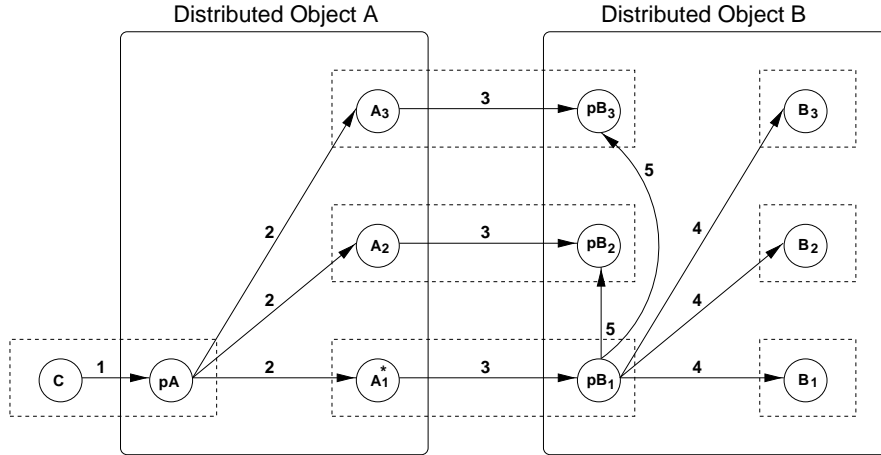 Distributed Object A
Distributed Object B
A3 3 pB3 B3
5
2 4
A2 3 pB2 B2
2 4
5
C 1 pA 2 A*1 3 pB1 4 B1